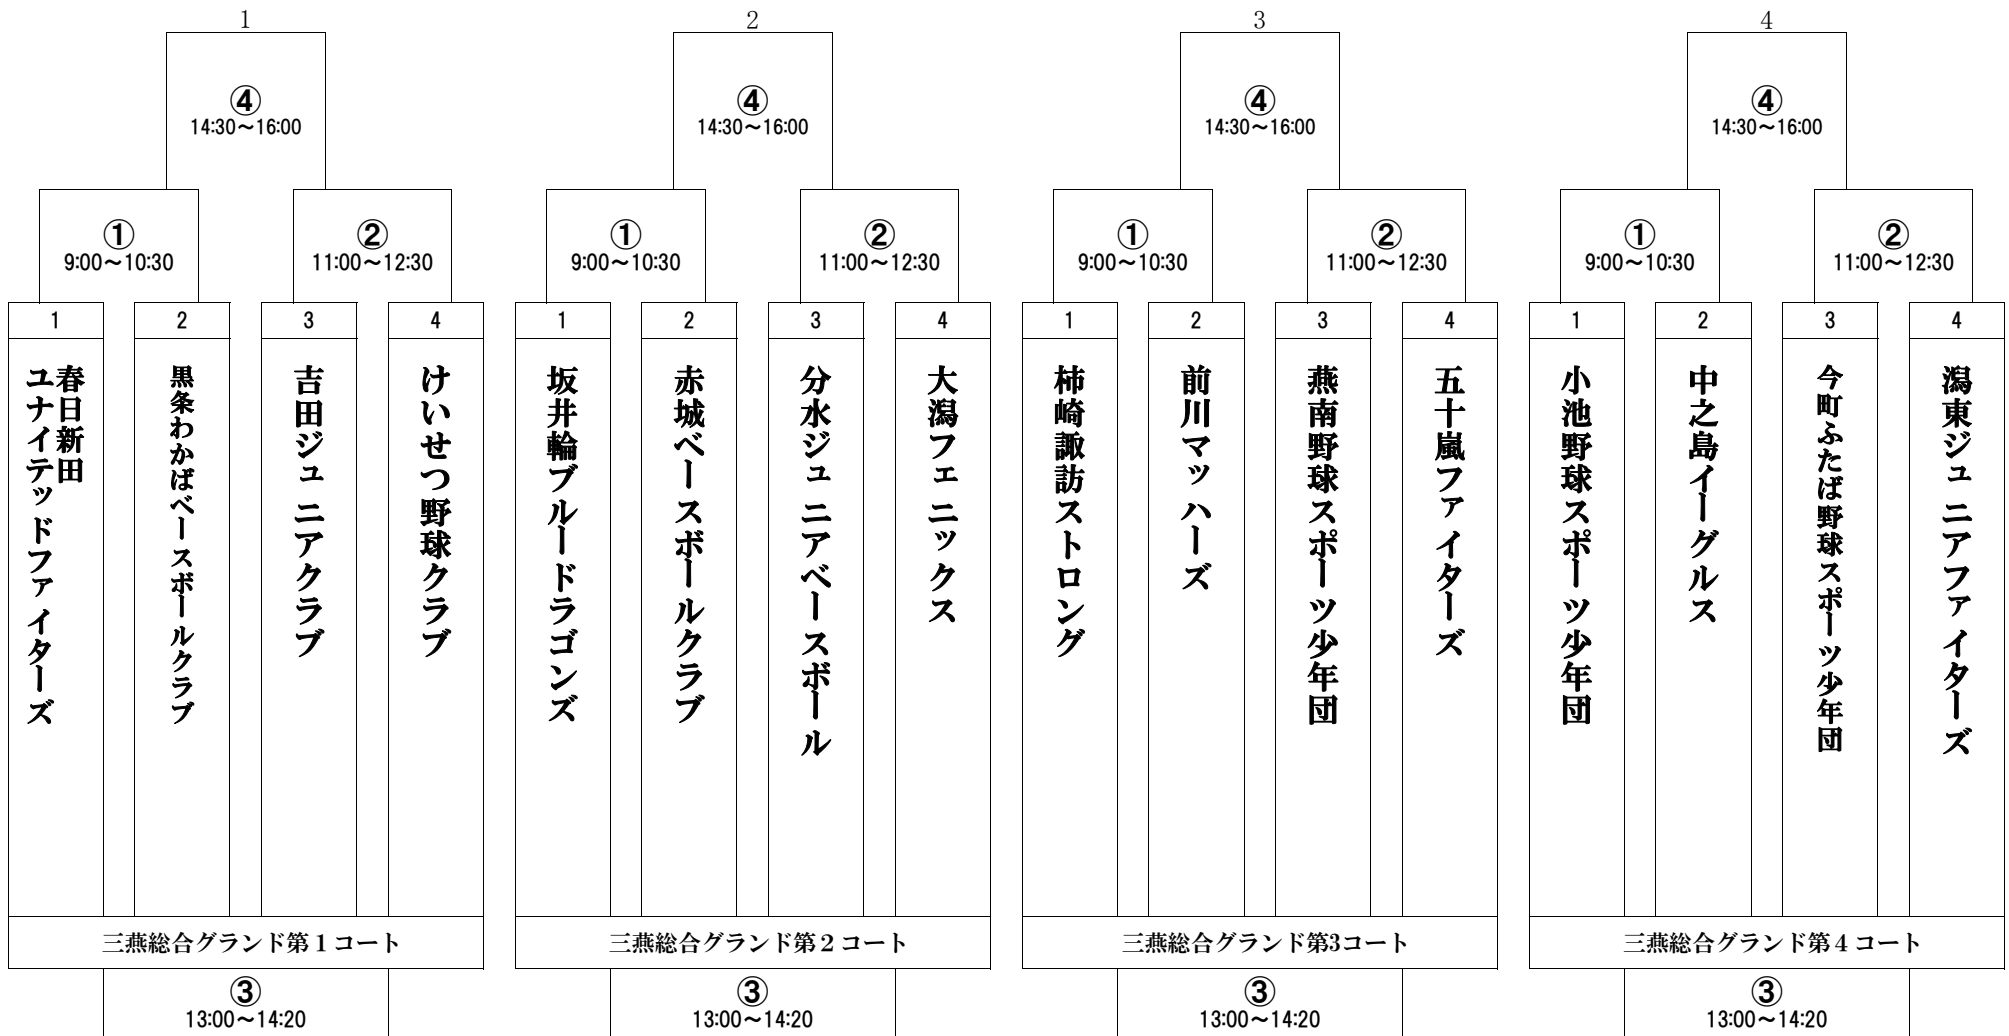 1
④
14:30～16:00
①
9:00～10:30
②
11:00～12:30
1
春日新田
ユナイテッドファイターズ
2
黒条わかばベースボールクラブ
3
吉田ジュニアクラブ
4
けいせつ野球クラブ
三燕総合グランド第１コート
③
13:00～14:20
2
④
14:30～16:00
①
9:00～10:30
②
11:00～12:30
1
坂井輪ブルードラゴンズ
2
赤城ベースボールクラブ
3
分水ジュニアベースボール
4
大潟フェニックス
三燕総合グランド第２コート
③
13:00～14:20
3
④
14:30～16:00
①
9:00～10:30
②
11:00～12:30
1
柿崎諏訪ストロング
2
前川マッハーズ
3
燕南野球スポーツ少年団
4
五十嵐ファイターズ
三燕総合グランド第3コート
③
13:00～14:20
4
④
14:30～16:00
①
9:00～10:30
②
11:00～12:30
1
小池野球スポーツ少年団
2
中之島イーグルス
3
今町ふたば野球スポーツ少年団
4
潟東ジュニアファイターズ
三燕総合グランド第４コート
③
13:00～14:20